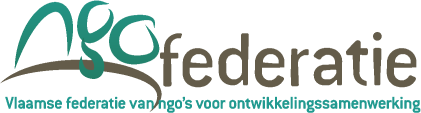 ngo federatie
Vlaamse federatie van ngo's voor ontwikkelingssamenwerking